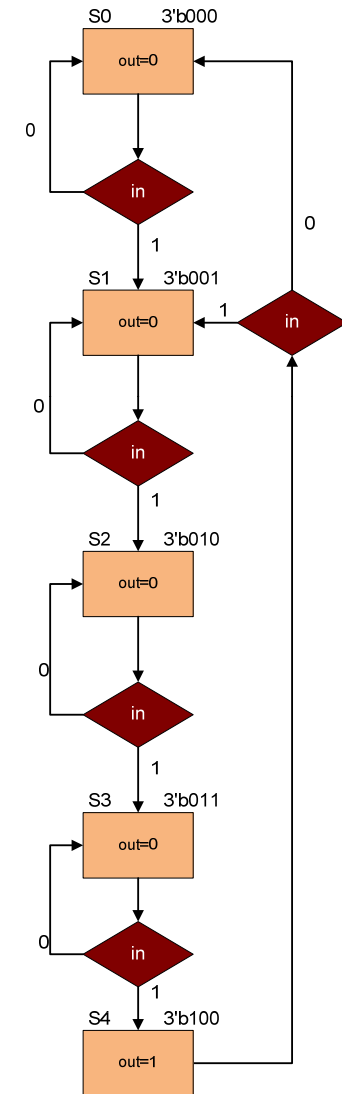 S0 3'b000
out=0
0
in
0
1
S1 3'b001
1
out=0
in
0
in
1
S2 3'b010
out=0
0
in
1
S3 3'b011
out=0
0
in
1
S4 3'b100
out=1